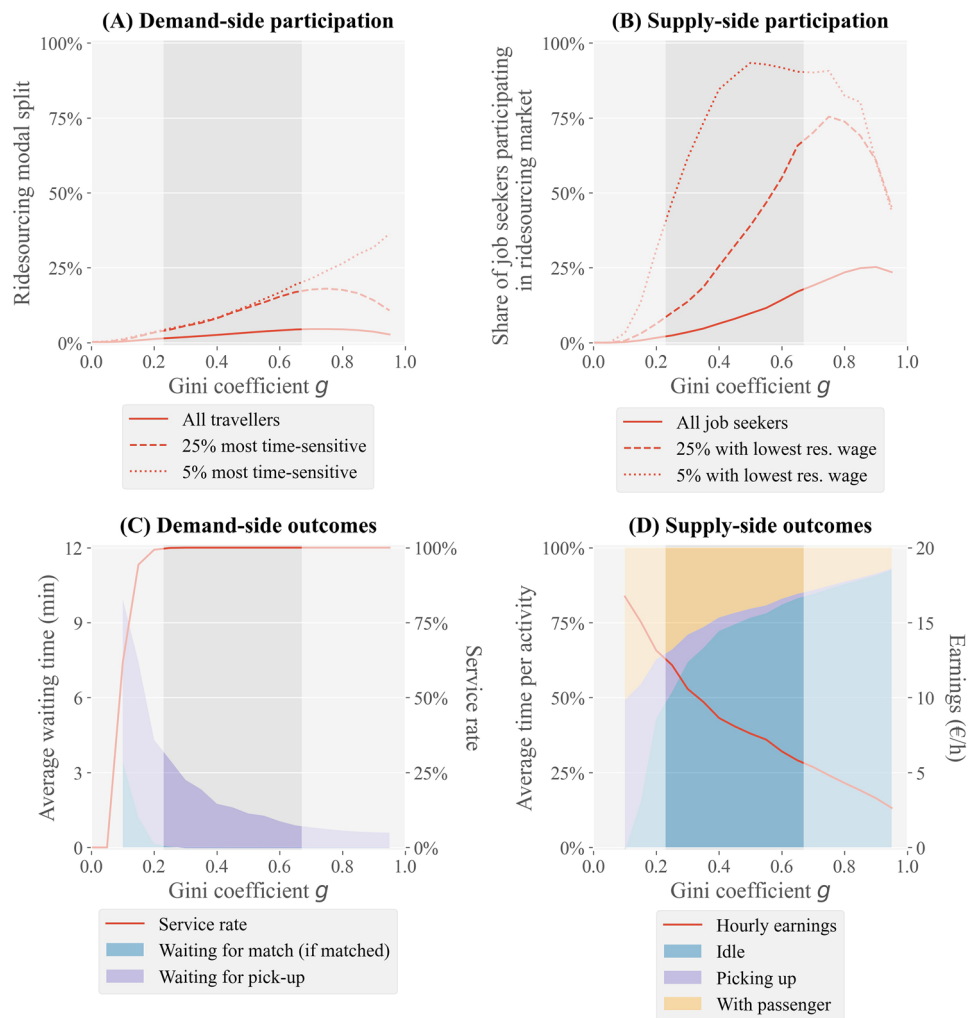 (A) Demand-side participation
100%
75%
50%
25%
0%
Ridesourcing modal split
0.0 0.2 0.4 0.6 0.8 1.0
Gini coefficient g
All travellers
25% most time-sensitive
5% most time-sensitive
(B) Supply-side participation
100%
75%
50%
25%
0%
Share of job seekers participating
in ridesourcing market
0.0 0.2 0.4 0.6 0.8 1.0
Gini coefficient g
All job seekers
25% with lowest res. wage
5% with lowest res. wage
(C) Demand-side outcomes
12
9
6
3
0
Average waiting time (min)
100%
75%
50%
25%
0%
Service rate
0.0 0.2 0.4 0.6 0.8 1.0
Gini coefficient g
Service rate
Waiting for match (if matched)
Waiting for pick-up
(D) Supply-side outcomes
100%
75%
50%
25%
0%
Average time per activity
20
15
10
5
0
Earnings (€/h)
0.0 0.2 0.4 0.6 0.8 1.0
Gini coefficient g
Hourly earnings
Idle
Picking up
With passenger